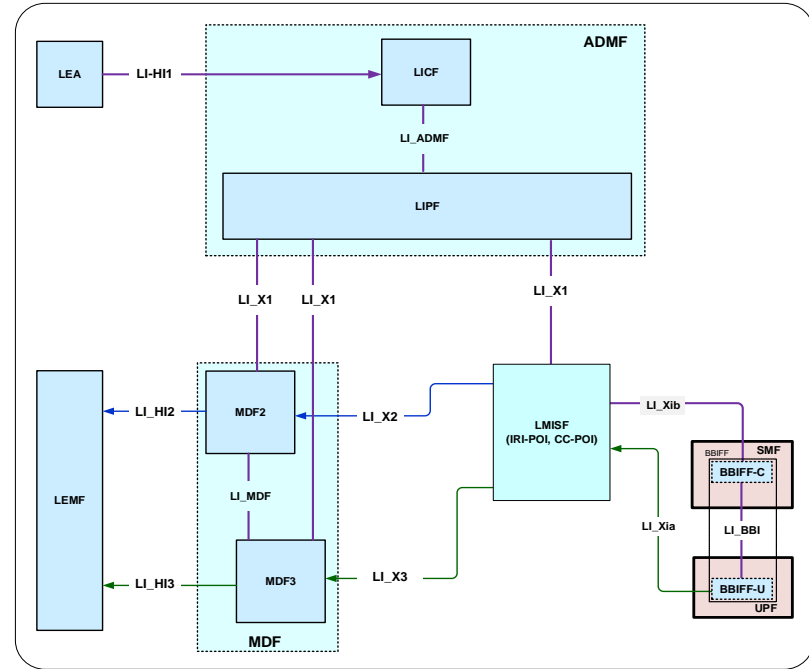 ADMF
LEA
LI-HI1
LICF
LI_ADMF
LIPF
LI_X1
LI_X1
LI_X1
LMISF
(IRI-POI, CC-POI)
LI_Xib
LI_HI2
MDF2
LI_X2
BBIFF
SMF
BBIFF-C
LI_MDF
LEMF
LI_Xia
LI_BBI
LI_HI3
MDF3
LI_X3
BBIFF-U
UPF
MDF